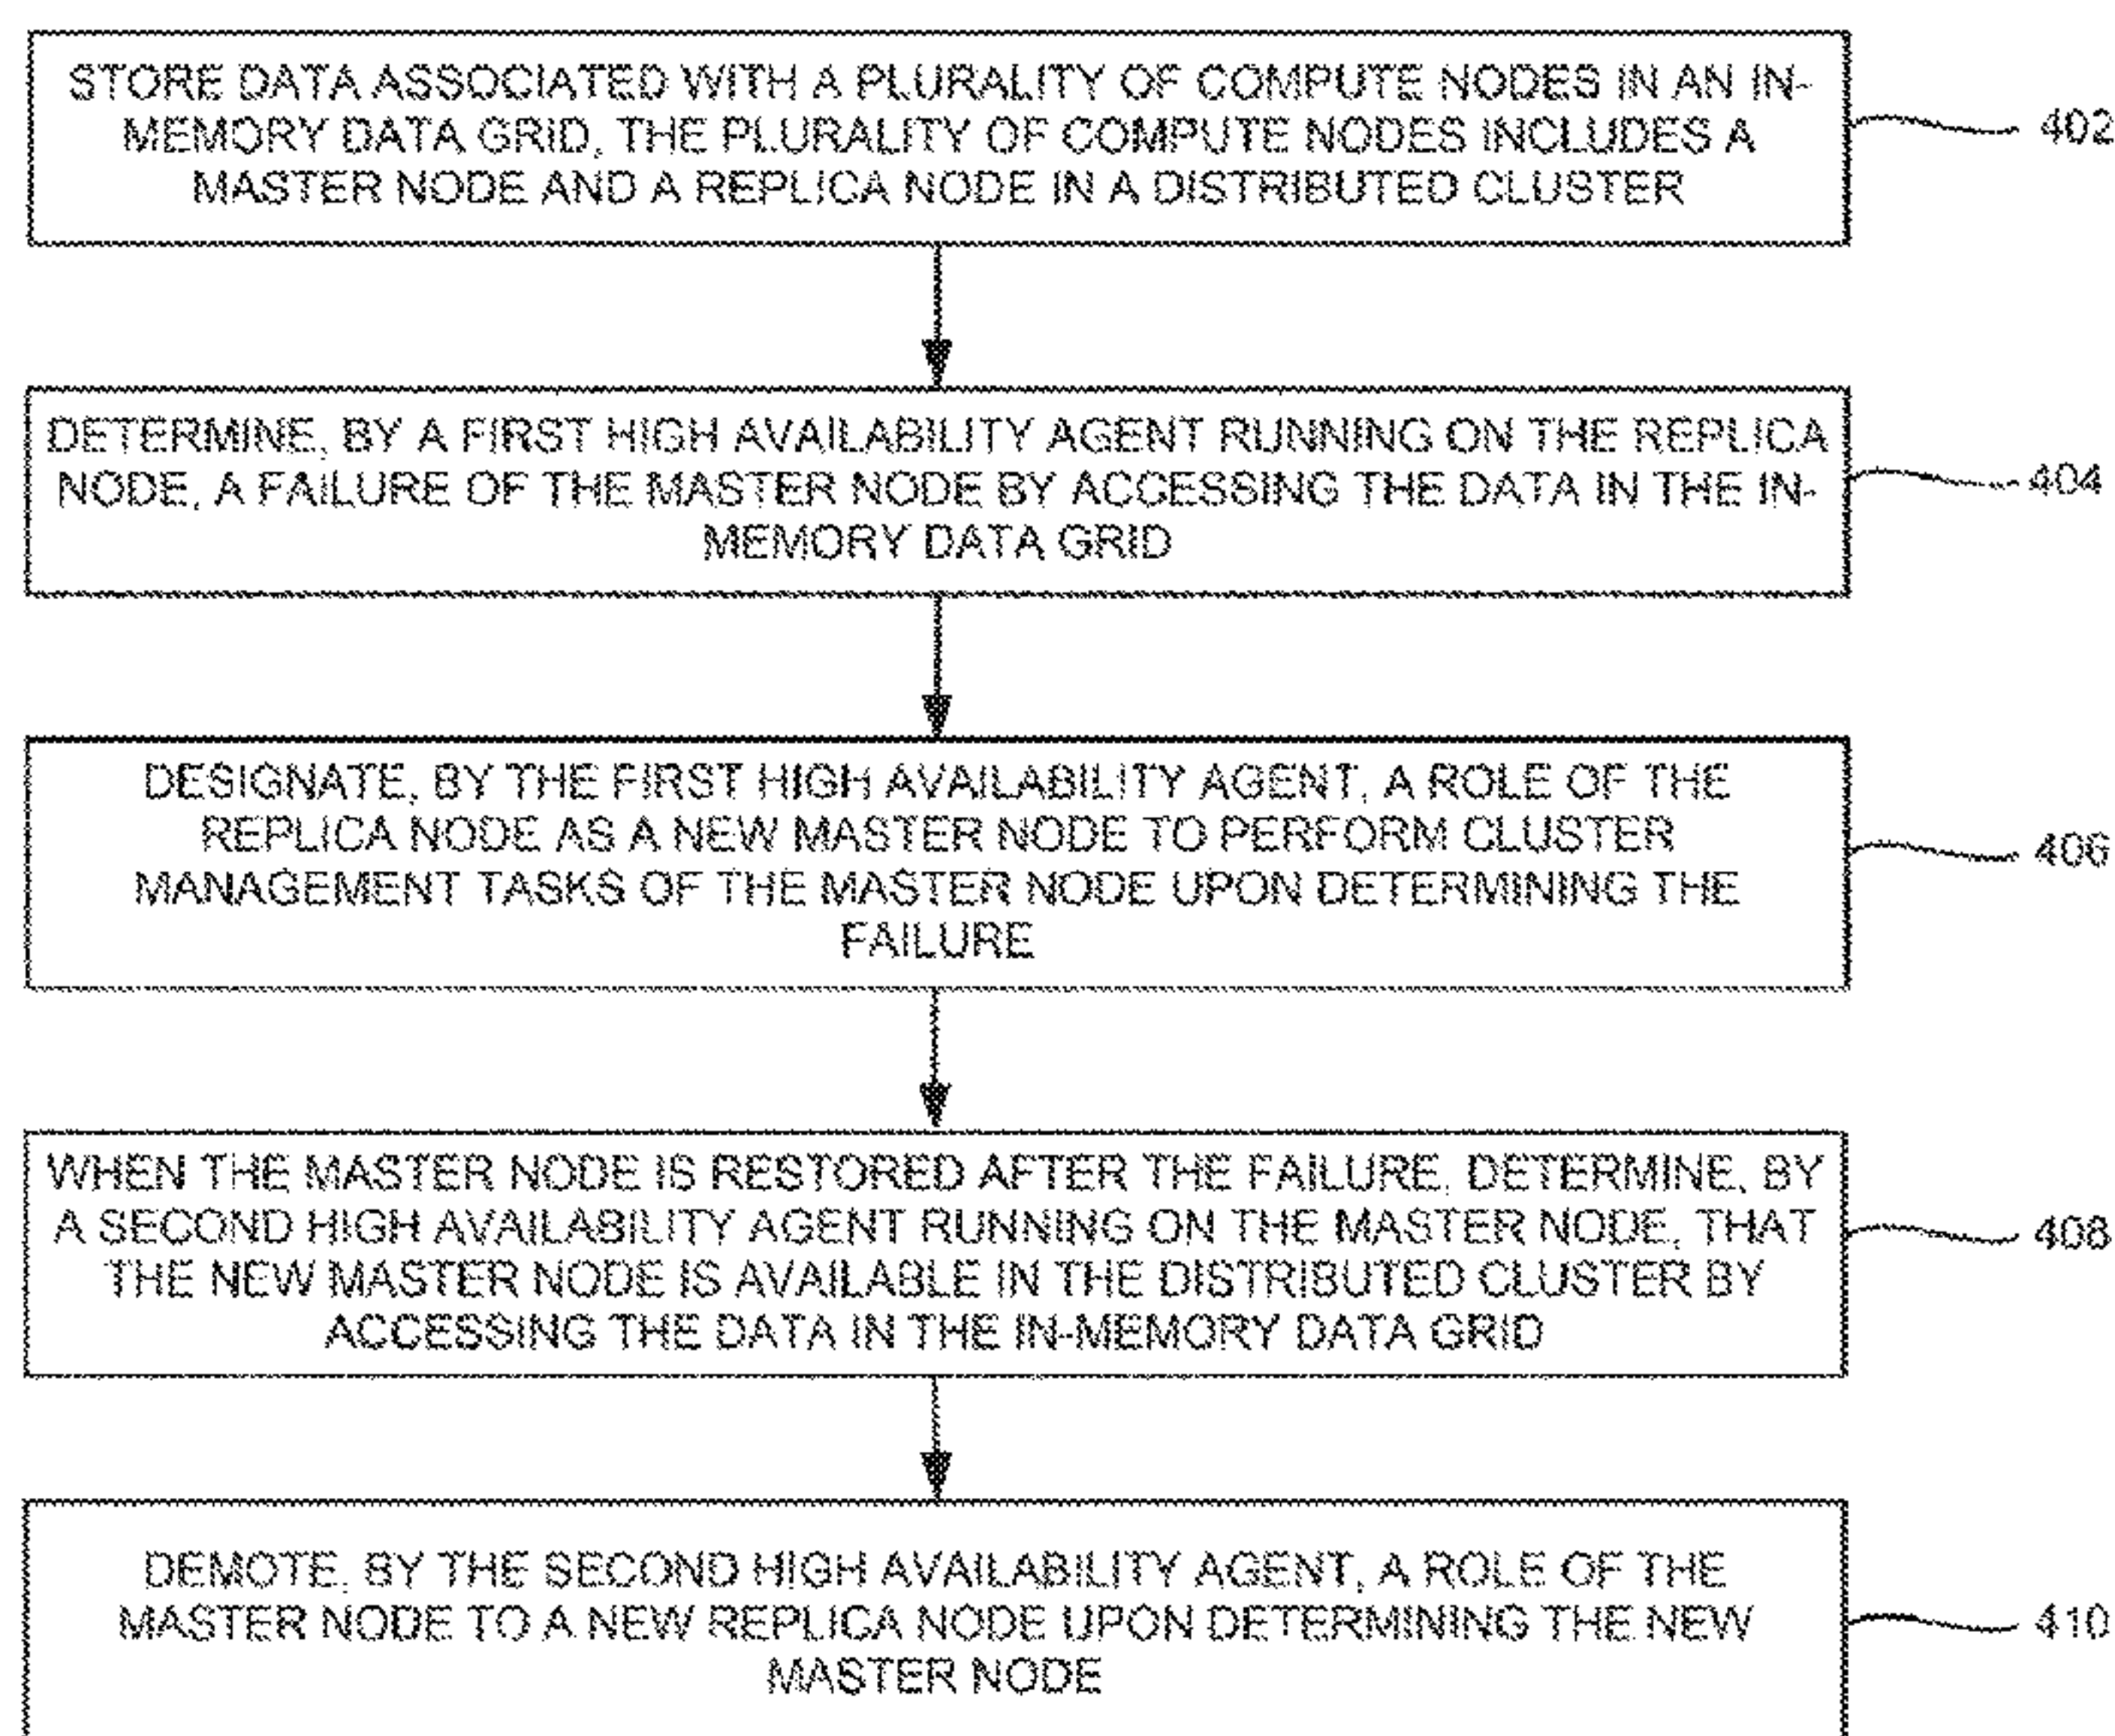 STORE DATA ASSOCIATED WITH A PLURALITY OF COMPUTE NODES IN AN IN-
MEMORY DATA GRID, THE PLURALITY OF COMPUTE NODES INCLUDES A
MASTER NODE AND A REPLICA NODE IN A DISTRIBUTED CLUSTER
402
DETERMINE, BY A FIRST HIGH AVAILABILITY AGENT RUNNING ON THE REPLICA
NODE, A FAILURE OF THE MASTER NODE BY ACCESSING THE DATA IN THE IN-
MEMORY DATA GRID
404
DESIGNATE, BY THE FIRST HIGH AVAILABILITY AGENT, A ROLE OF THE
REPLICA NODE AS A NEW MASTER NODE TO PERFORM CLUSTER
MANAGEMENT TASKS OF THE MASTER NODE UPON DETERMINING THE
FAILURE
406
WHEN THE MASTER NODE IS RESTORED AFTER THE FAILURE, DETERMINE, BY
A SECOND HIGH AVAILABILITY AGENT RUNNING ON THE MASTER NODE, THAT
THE NEW MASTER NODE IS AVAILABLE IN THE DISTRIBUTED CLUSTER BY
ACCESSING THE DATA IN THE IN-MEMORY DATA GRID
408
DEMOTE, BY THE SECOND HIGH AVAILABILITY AGENT, A ROLE OF THE
MASTER NODE TO A NEW REPLICA NODE UPON DETERMINING THE NEW
MASTER NODE
410